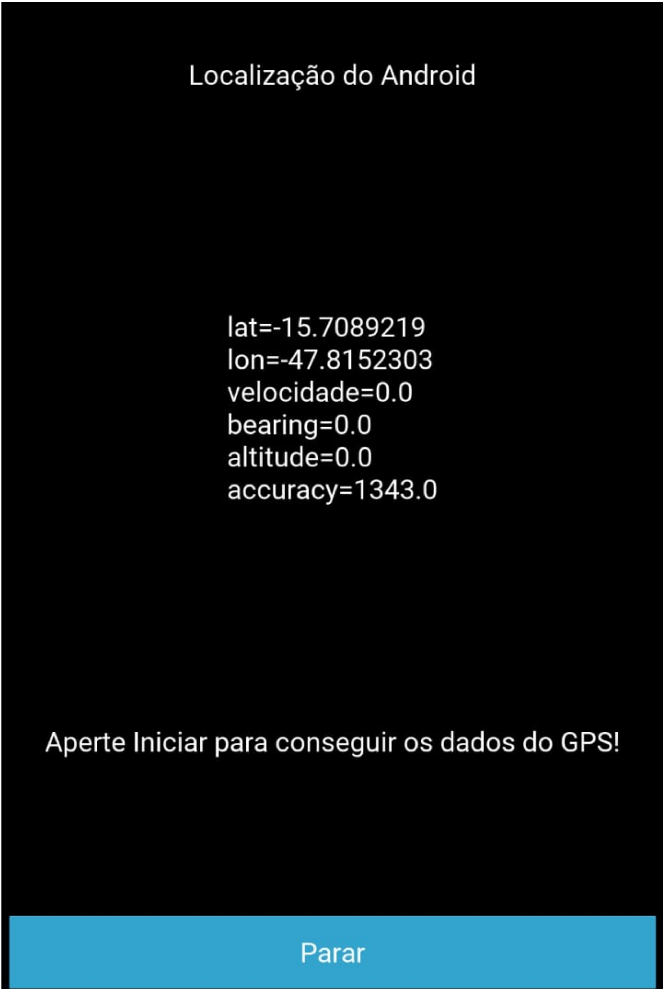 Localização do Android
lat=-15.7089219
lon=-47.8152303
velocidade=0.0
bearing=0.0
altitude=0.0
accuracy=1343.0
Aperte Iniciar para conseguir os dados do GPS!
Parar